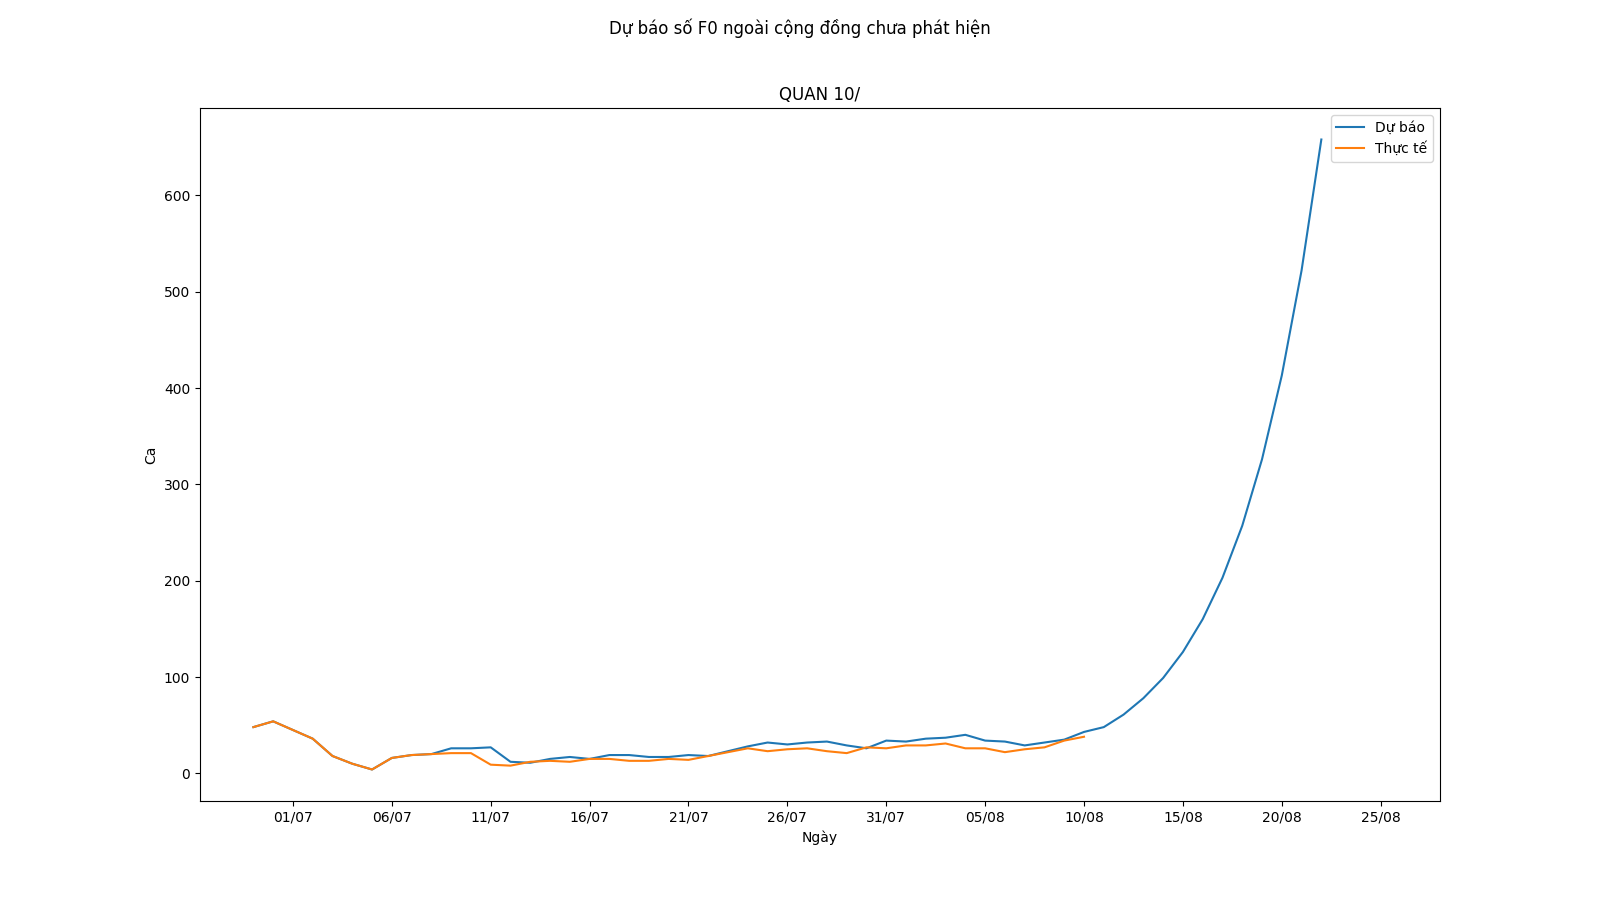 Dự báo số F0 ngoài cộng đồng chưa phát hiện
QUAN 10/
Dự báo
Thực tế
600
500
400
300
200
100
0
Ca
01/07 06/07 11/07 16/07 21/07 26/07 31/07 05/08 10/08 15/08 20/08 25/08
Ngày